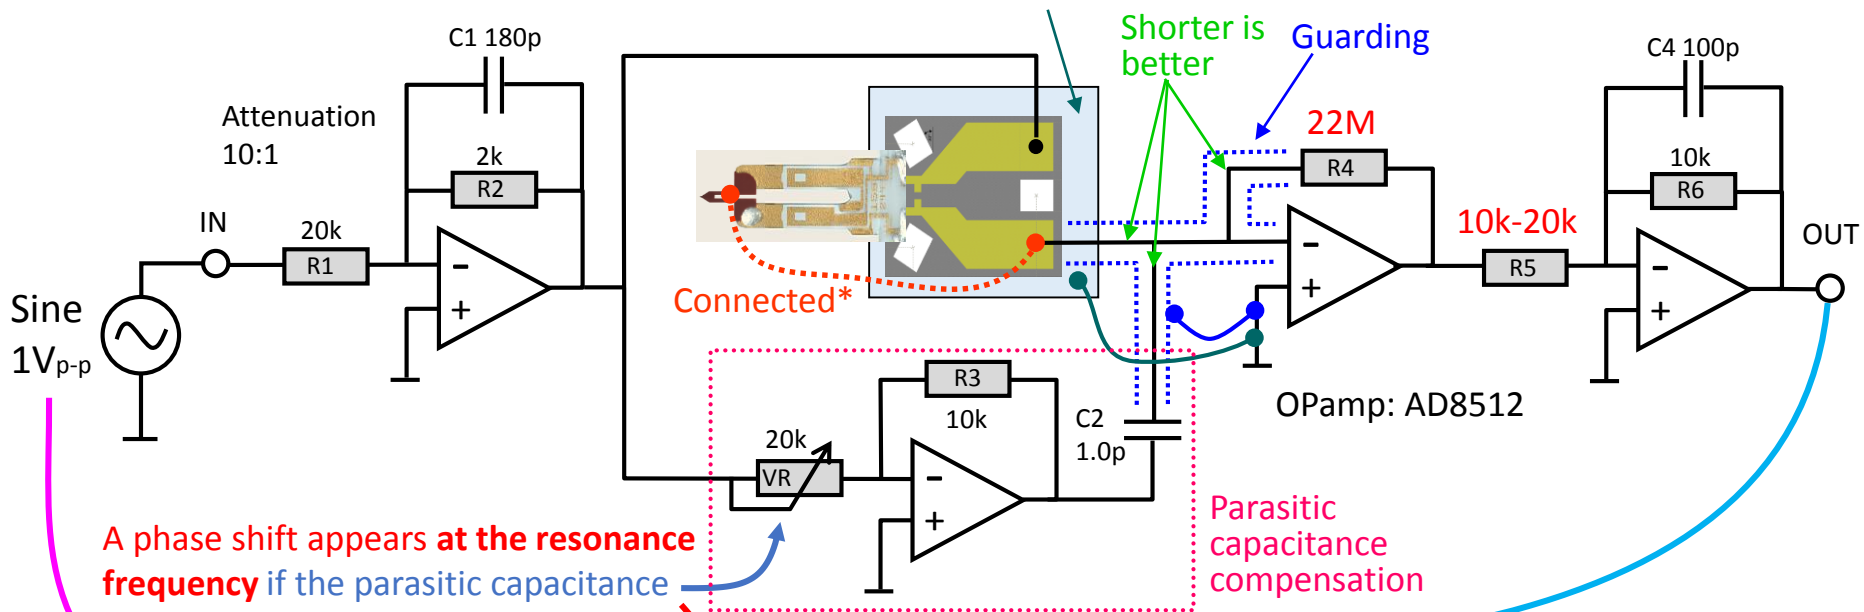 C1 180p
Shorter is
better
Guarding
C4 100p
Attenuation
10:1
22M
2k
R2
R4
10k
R6
IN
20k
R1
10k-20k
R5
OUT
−
+
−
+
−
+
Connected*
Sine
1Vp-p
R3
10k
OPamp: AD8512
C2
1.0p
20k
VR
−
+
Parasitic
capacitance
compensation
A phase shift appears at the resonance
frequency if the parasitic capacitance